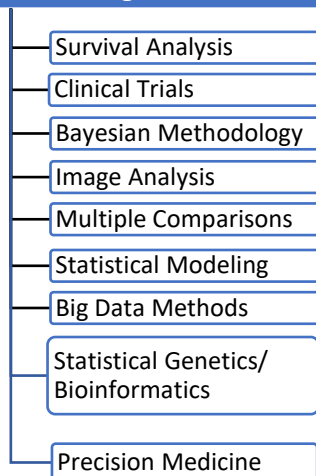 Survival Analysis
Clinical Trials
Bayesian Methodology
Image Analysis
Multiple Comparisons
Statistical Modeling
Big Data Methods
Statistical Genetics/
Bioinformatics
Precision Medicine